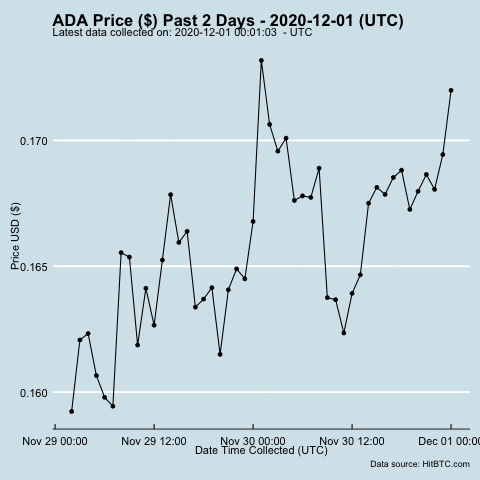 ADA Price ($) Past 2 Days - 2020-12-01 (UTC)
Latest data collected on: 2020-12-01 00:01:03 - UTC
0.170
0.165
0.160
Price USD ($)
Nov 29 00:00 Nov 29 12:00 Nov 30 00:00 Nov 30 12:00 Dec 01 00:00
Date Time Collected (UTC)
Data source: HitBTC.com